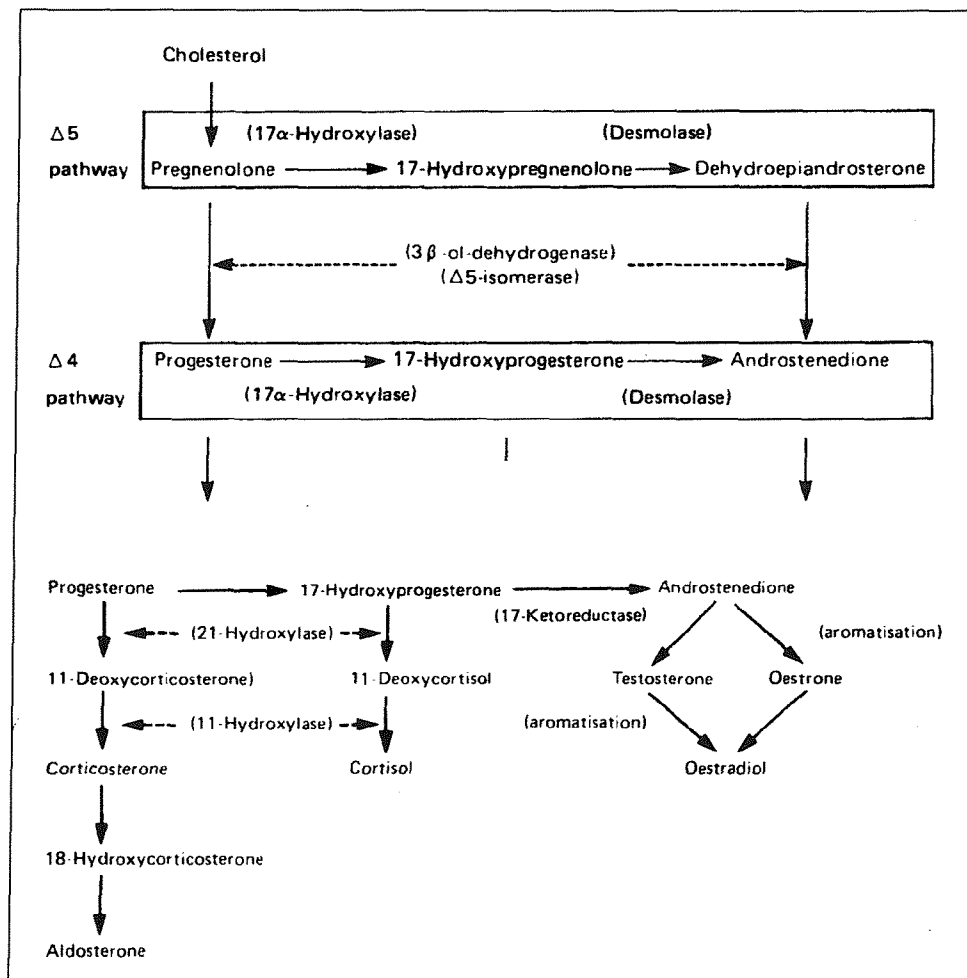 Cholesterol
Δ5
pathway
(17α-Hydroxylase) (Desmolase)
Pregnenolone 17-Hydroxypregnenolone Dehydroepiandrosterone
(3β-ol-dehydrogenase)
(Δ5-isomerase)
Δ4
pathway
Progesterone 17-Hydroxyprogesterone Androstenedione
(17α-Hydroxylase) (Desmolase)
Progesterone 17-Hydroxyprogesterone Androstenedione
(17-Ketoreductase)
(21-Hydroxylase) (aromatisation)
11-Deoxycorticosterone) 11-Deoxycortisol Testosterone Oestrone
(11-Hydroxylase) (aromatisation)
Corticosterone Cortisol Oestradiol
18-Hydroxycorticosterone
Aldosterone